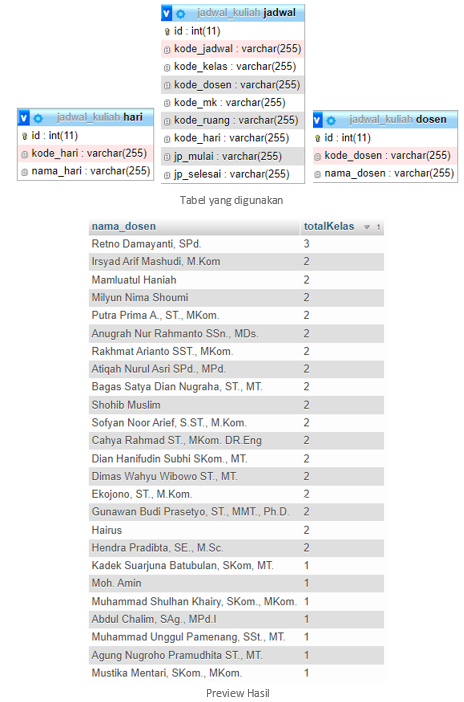 jadwal_kuliah jadwal
id : int(11)
kode_jadwal : varchar(255)
kode_kelas : varchar(255)
kode_dosen : varchar(255)
kode_mk : varchar(255)
kode_ruang : varchar(255)
kode_hari : varchar(255)
jp_mulai : varchar(255)
jp_selesai : varchar(255)
jadwal_kuliah hari
id : int(11)
kode_hari : varchar(255)
nama_hari : varchar(255)
jadwal_kuliah dosen
id : int(11)
kode_dosen : varchar(255)
nama_dosen : varchar(255)
Tabel yang digunakan
nama_dosen totalKelas 1
Retno Damayanti, SPd. 3
Irsyad Arif Mashudi, M.Kom 2
Mamluatul Haniah 2
Milyun Nima Shoumi 2
Putra Prima A., ST., MKom. 2
Anugrah Nur Rahmanto SSn., MDs. 2
Rakhmat Arianto SST., MKom. 2
Atiqah Nurul Asri SPd., MPd. 2
Bagas Satya Dian Nugraha, ST., MT. 2
Shohib Muslim 2
Sofyan Noor Arief, S.ST., M.Kom. 2
Cahya Rahmad ST., MKom. DR.Eng 2
Dian Hanifudin Subhi SKom., MT. 2
Dimas Wahyu Wibowo ST., MT. 2
Ekojono, ST., M.Kom. 2
Gunawan Budi Prasetyo, ST., MMT., Ph.D. 2
Hairus 2
Hendra Pradibta, SE., M.Sc. 2
Kadek Suarjuna Batubulan, SKom, MT. 1
Moh. Amin 1
Muhammad Shulhan Khairy, SKom., MKom. 1
Abdul Chalim, SAg., MPd.I 1
Muhammad Unggul Pamenang, SSt., MT. 1
Agung Nugroho Pramudhita ST., MT. 1
Mustika Mentari, SKom., MKom. 1
Preview Hasil